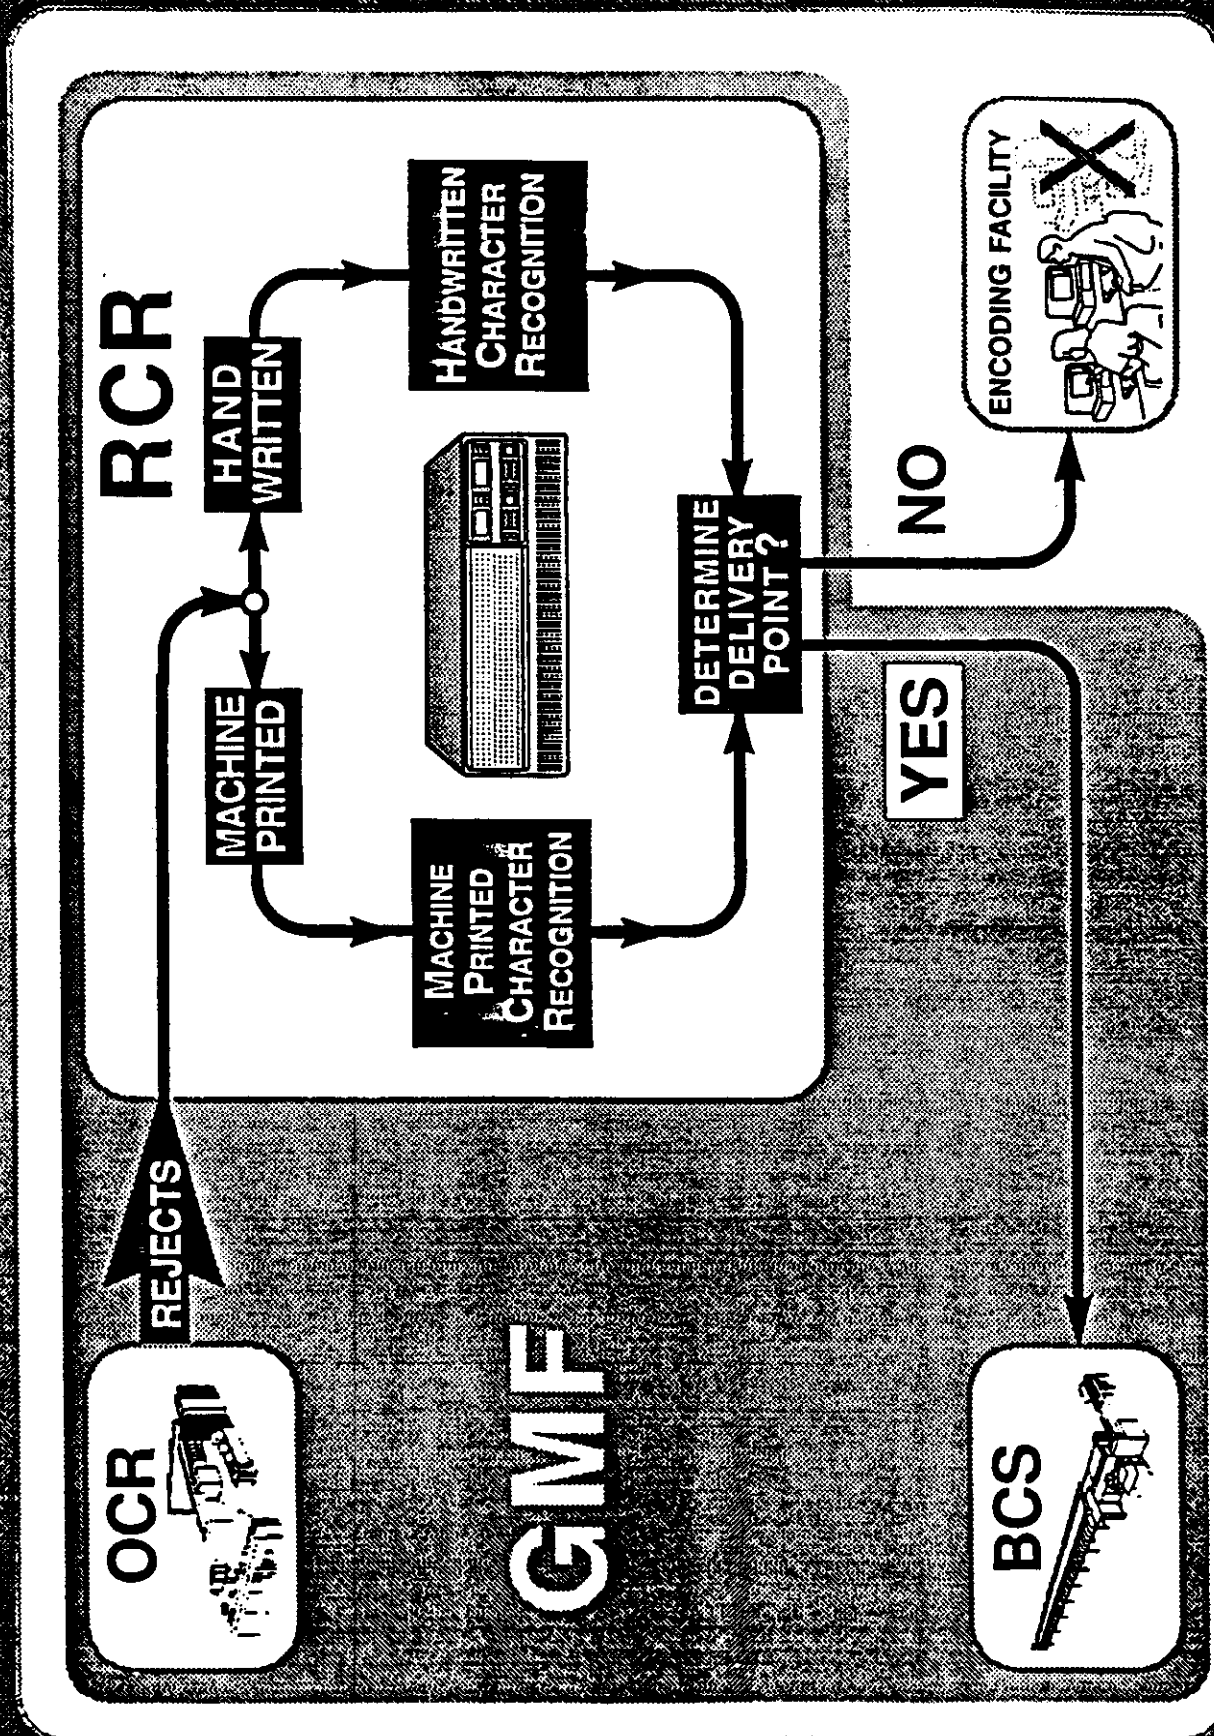 RCR
OCR
REJECTS
MACHINE
PRINTED
HAND
WRITTEN
MACHINE
PRINTED
CHARACTER
RECOGNITION
HANDWRITTEN
CHARACTER
RECOGNITION
GMF
DETERMINE
DELIVERY
POINT?
YES
NO
BCS
ENCODING FACILITY